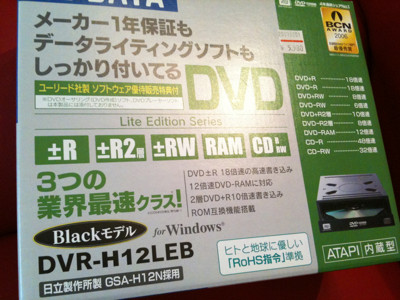 DATA
メーカー1年保証も
データライティングソフトも
しっかり付いてる
DVD
ユーリード社製 ソフトウェア優待販売特典付
Lite Edition Series
±R
±R2層
±RW
RAM
CD R RW
3つの
業界最速クラス!
DVD±R 18倍速の高速書き込み
12倍速DVD-RAMに対応
2層DVD+R10倍速書き込み
ROM互換機能搭載
Blackモデル
for Windows
DVR-H12LEB
日立製作所製 GSA-H12N採用
ヒトと地球に優しい
「RoHS指令」準拠
BCN
AWARD
2006
DVD+R 18倍速
DVD-R 18倍速
DVD+RW 8倍速
DVD-RW 6倍速
DVD+R2層 10倍速
DVD-R2層 8倍速
DVD-RAM 12倍速
CD-R 48倍速
CD-RW 32倍速
ATAPI 内蔵型